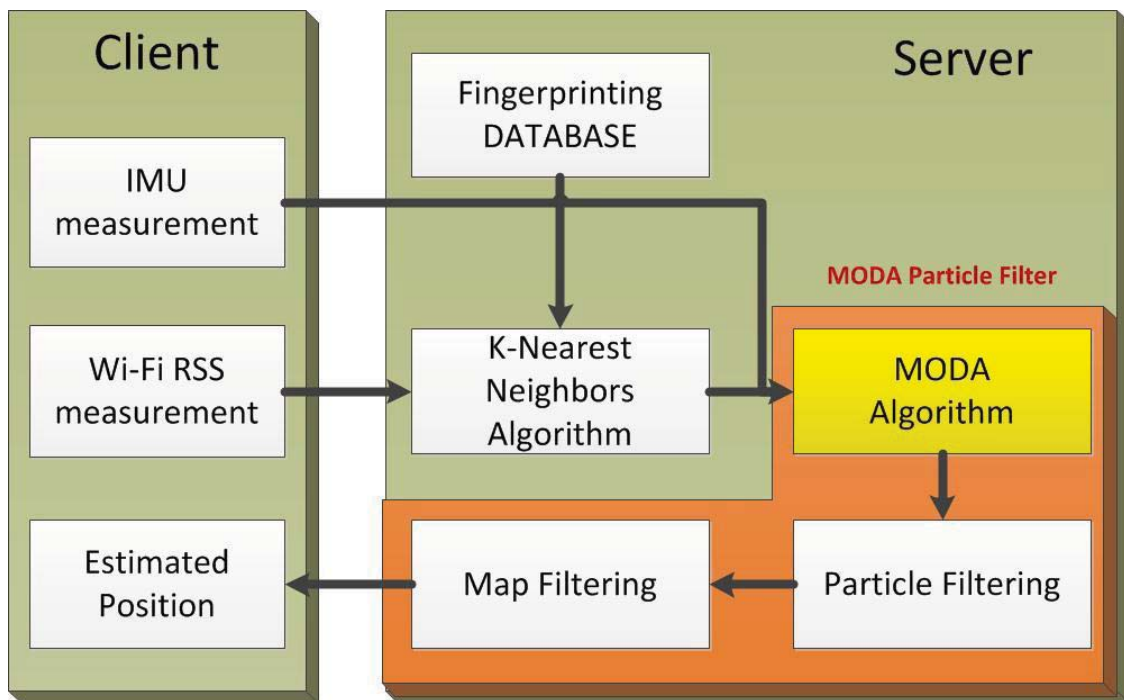 Client
Server
Fingerprinting
DATABASE
IMU
measurement
MODA Particle Filter
Wi-Fi RSS
measurement
K-Nearest
Neighbors
Algorithm
MODA
Algorithm
Estimated
Position
Map Filtering
Particle Filtering